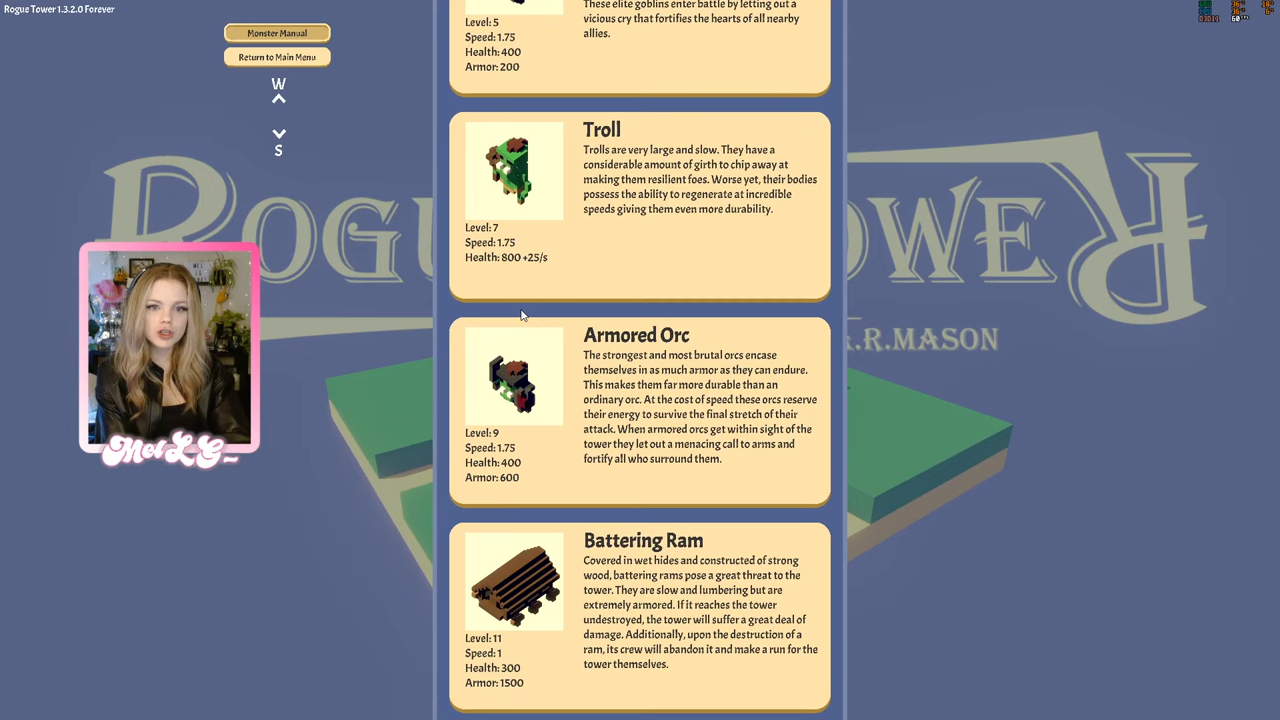 Rogue Tower 1.3.2.0 Forever
Monster Manual
Return to Main Menu
W
S
Level: 5
Speed: 1.75
Health: 400
Armor: 200
These elite goblins enter battle by letting out a
vicious cry that fortifies the hearts of all nearby
allies.
Troll
Trolls are very large and slow. They have a
considerable amount of girth to chip away at
making them resilient foes. Worse yet, their bodies
possess the ability to regenerate at incredible
speeds giving them even more durability.
Level: 7
Speed: 1.75
Health: 800 +25/s
Armored Orc
The strongest and most brutal orcs encase
themselves in as much armor as they can endure.
This makes them far more durable than an
ordinary orc. At the cost of speed these orcs reserve
their energy to survive the final stretch of their
attack. When armored orcs get within sight of the
tower they let out a menacing call to arms and
fortify all who surround them.
Level: 9
Speed: 1.75
Health: 400
Armor: 600
Battering Ram
Covered in wet hides and constructed of strong
wood, battering rams pose a great threat to the
tower. They are slow and lumbering but are
extremely armored. If it reaches the tower
undestroyed, the tower will suffer a great deal of
damage. Additionally, upon the destruction of a
ram, its crew will abandon it and make a run for the
tower themselves.
Level: 11
Speed: 1
Health: 300
Armor: 1500
Mel LG_
ROGU
OWER
.R.MASON